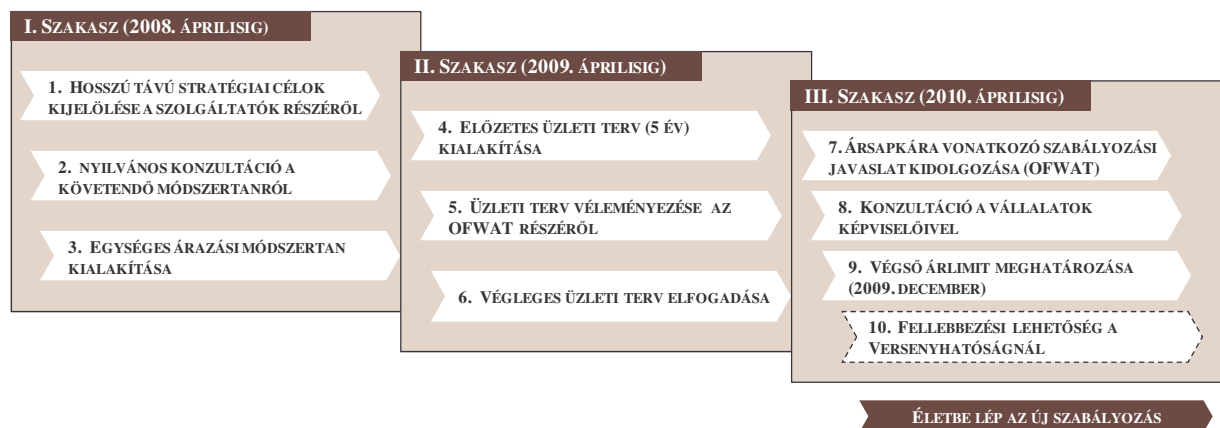 I. SZAKASZ (2008. ÁPRILISIG)
1. HOSSZÚ TÁVÚ STRATÉGIAI CÉLOK
KIJELÖLÉSE A SZOLGÁLTATÓK RÉSZÉRŐL
2. NYILVÁNOS KONZULTÁCIÓ A
KÖVETENDŐ MÓDSZERTANRÓL
3. EGYSÉGES ÁRAZÁSI MÓDSZERTAN
KIALAKÍTÁSA
II. SZAKASZ (2009. ÁPRILISIG)
4. ELŐZETES ÜZLETI TERV (5 ÉV)
KIALAKÍTÁSA
5. ÜZLETI TERV VÉLEMÉNYEZÉSE AZ
OFWAT RÉSZÉRŐL
6. VÉGLEGES ÜZLETI TERV ELFOGADÁSA
III. SZAKASZ (2010. ÁPRILISIG)
7. ÁRSAPKÁRA VONATKOZÓ SZABÁLYOZÁSI
JAVASLAT KIDOLGOZÁSA (OFWAT)
8. KONZULTÁCIÓ A VÁLLALATOK
KÉPVISELŐIVEL
9. VÉGSŐ ÁRLIMIT MEGHATÁROZÁSA
(2009. DECEMBER)
10. FELLEBBEZÉSI LEHETŐSÉG A
VERSENYHATÓSÁGNÁL
ÉLETBE LÉP AZ ÚJ SZABÁLYOZÁS